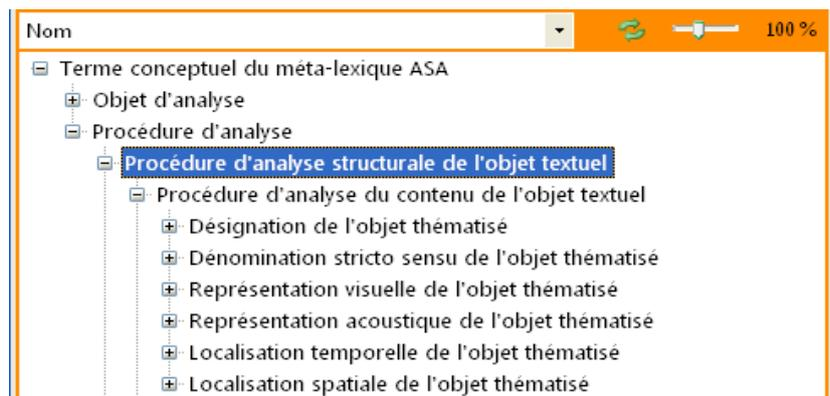 Nom 100 %
Terme conceptuel du méta-lexique ASA
Objet d'analyse
Procédure d'analyse
Procédure d'analyse structurale de l'objet textuel
Procédure d'analyse du contenu de l'objet textuel
Désignation de l'objet thématisé
Dénomination stricto sensu de l'objet thématisé
Représentation visuelle de l'objet thématisé
Représentation acoustique de l'objet thématisé
Localisation temporelle de l'objet thématisé
Localisation spatiale de l'objet thématisé